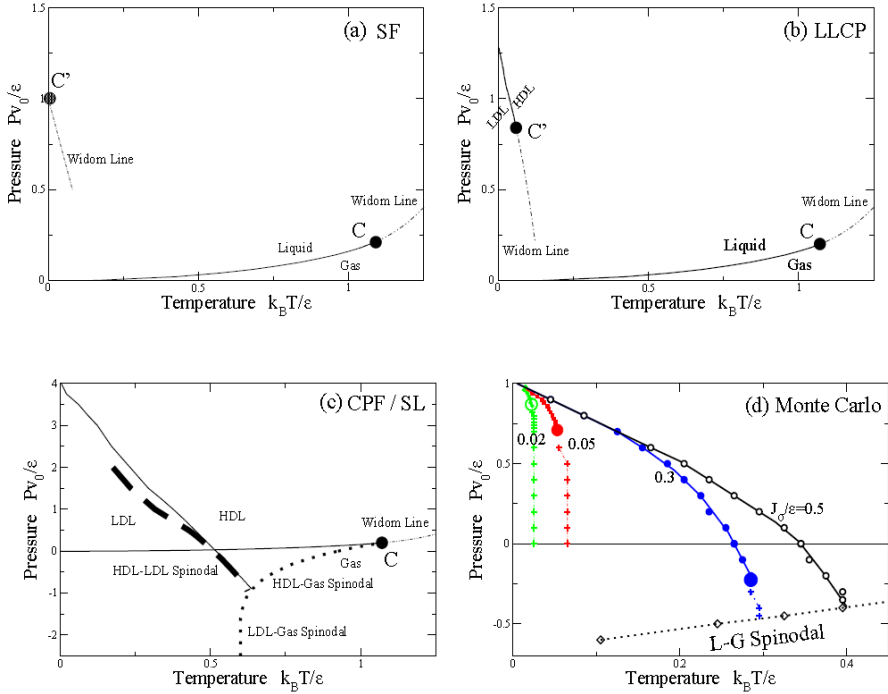 (a) SF
C'
Widom Line
Widom Line
C
Liquid
Gas
Pressure Pv0/ε
1
0.5
0
0
0.5
1
Temperature kBT/ε
(b) LLCP
LDL
HDL
C'
Widom Line
Widom Line
C
Liquid
Gas
Pressure Pv0/ε
1
0.5
0
0
0.5
1
Temperature kBT/ε
(c) CPF / SL
LDL
HDL
Widom Line
C
Gas
HDL-LDL Spinodal
HDL-Gas Spinodal
LDL-Gas Spinodal
Pressure Pv0/ε
4
3
2
1
0
-1
-2
0
0.5
1
Temperature kBT/ε
(d) Monte Carlo
0.02
0.05
0.3
Jσ/ε=0.5
L-G Spinodal
Pressure Pv0/ε
1
0.5
0
-0.5
0
0.2
0.4
Temperature kBT/ε